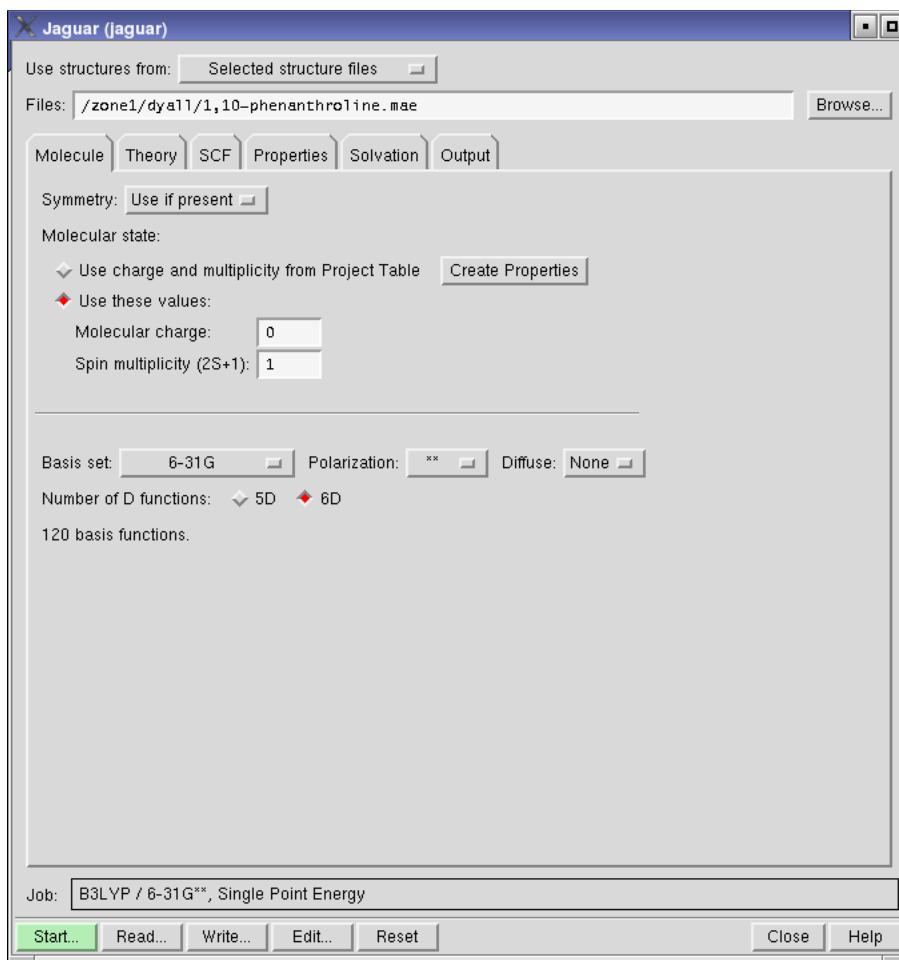 Jaguar (jaguar)
Use structures from: Selected structure files
Files: /zone1/dyall/1,10-phenanthroline.mae Browse...
Molecule Theory SCF Properties Solvation Output
Symmetry: Use if present
Molecular state:
Use charge and multiplicity from Project Table Create Properties
Use these values:
Molecular charge: 0
Spin multiplicity (2S+1): 1
Basis set: 6-31G Polarization: ** Diffuse: None
Number of D functions: 5D 6D
120 basis functions.
Job: B3LYP / 6-31G**, Single Point Energy
Start... Read... Write... Edit... Reset Close Help